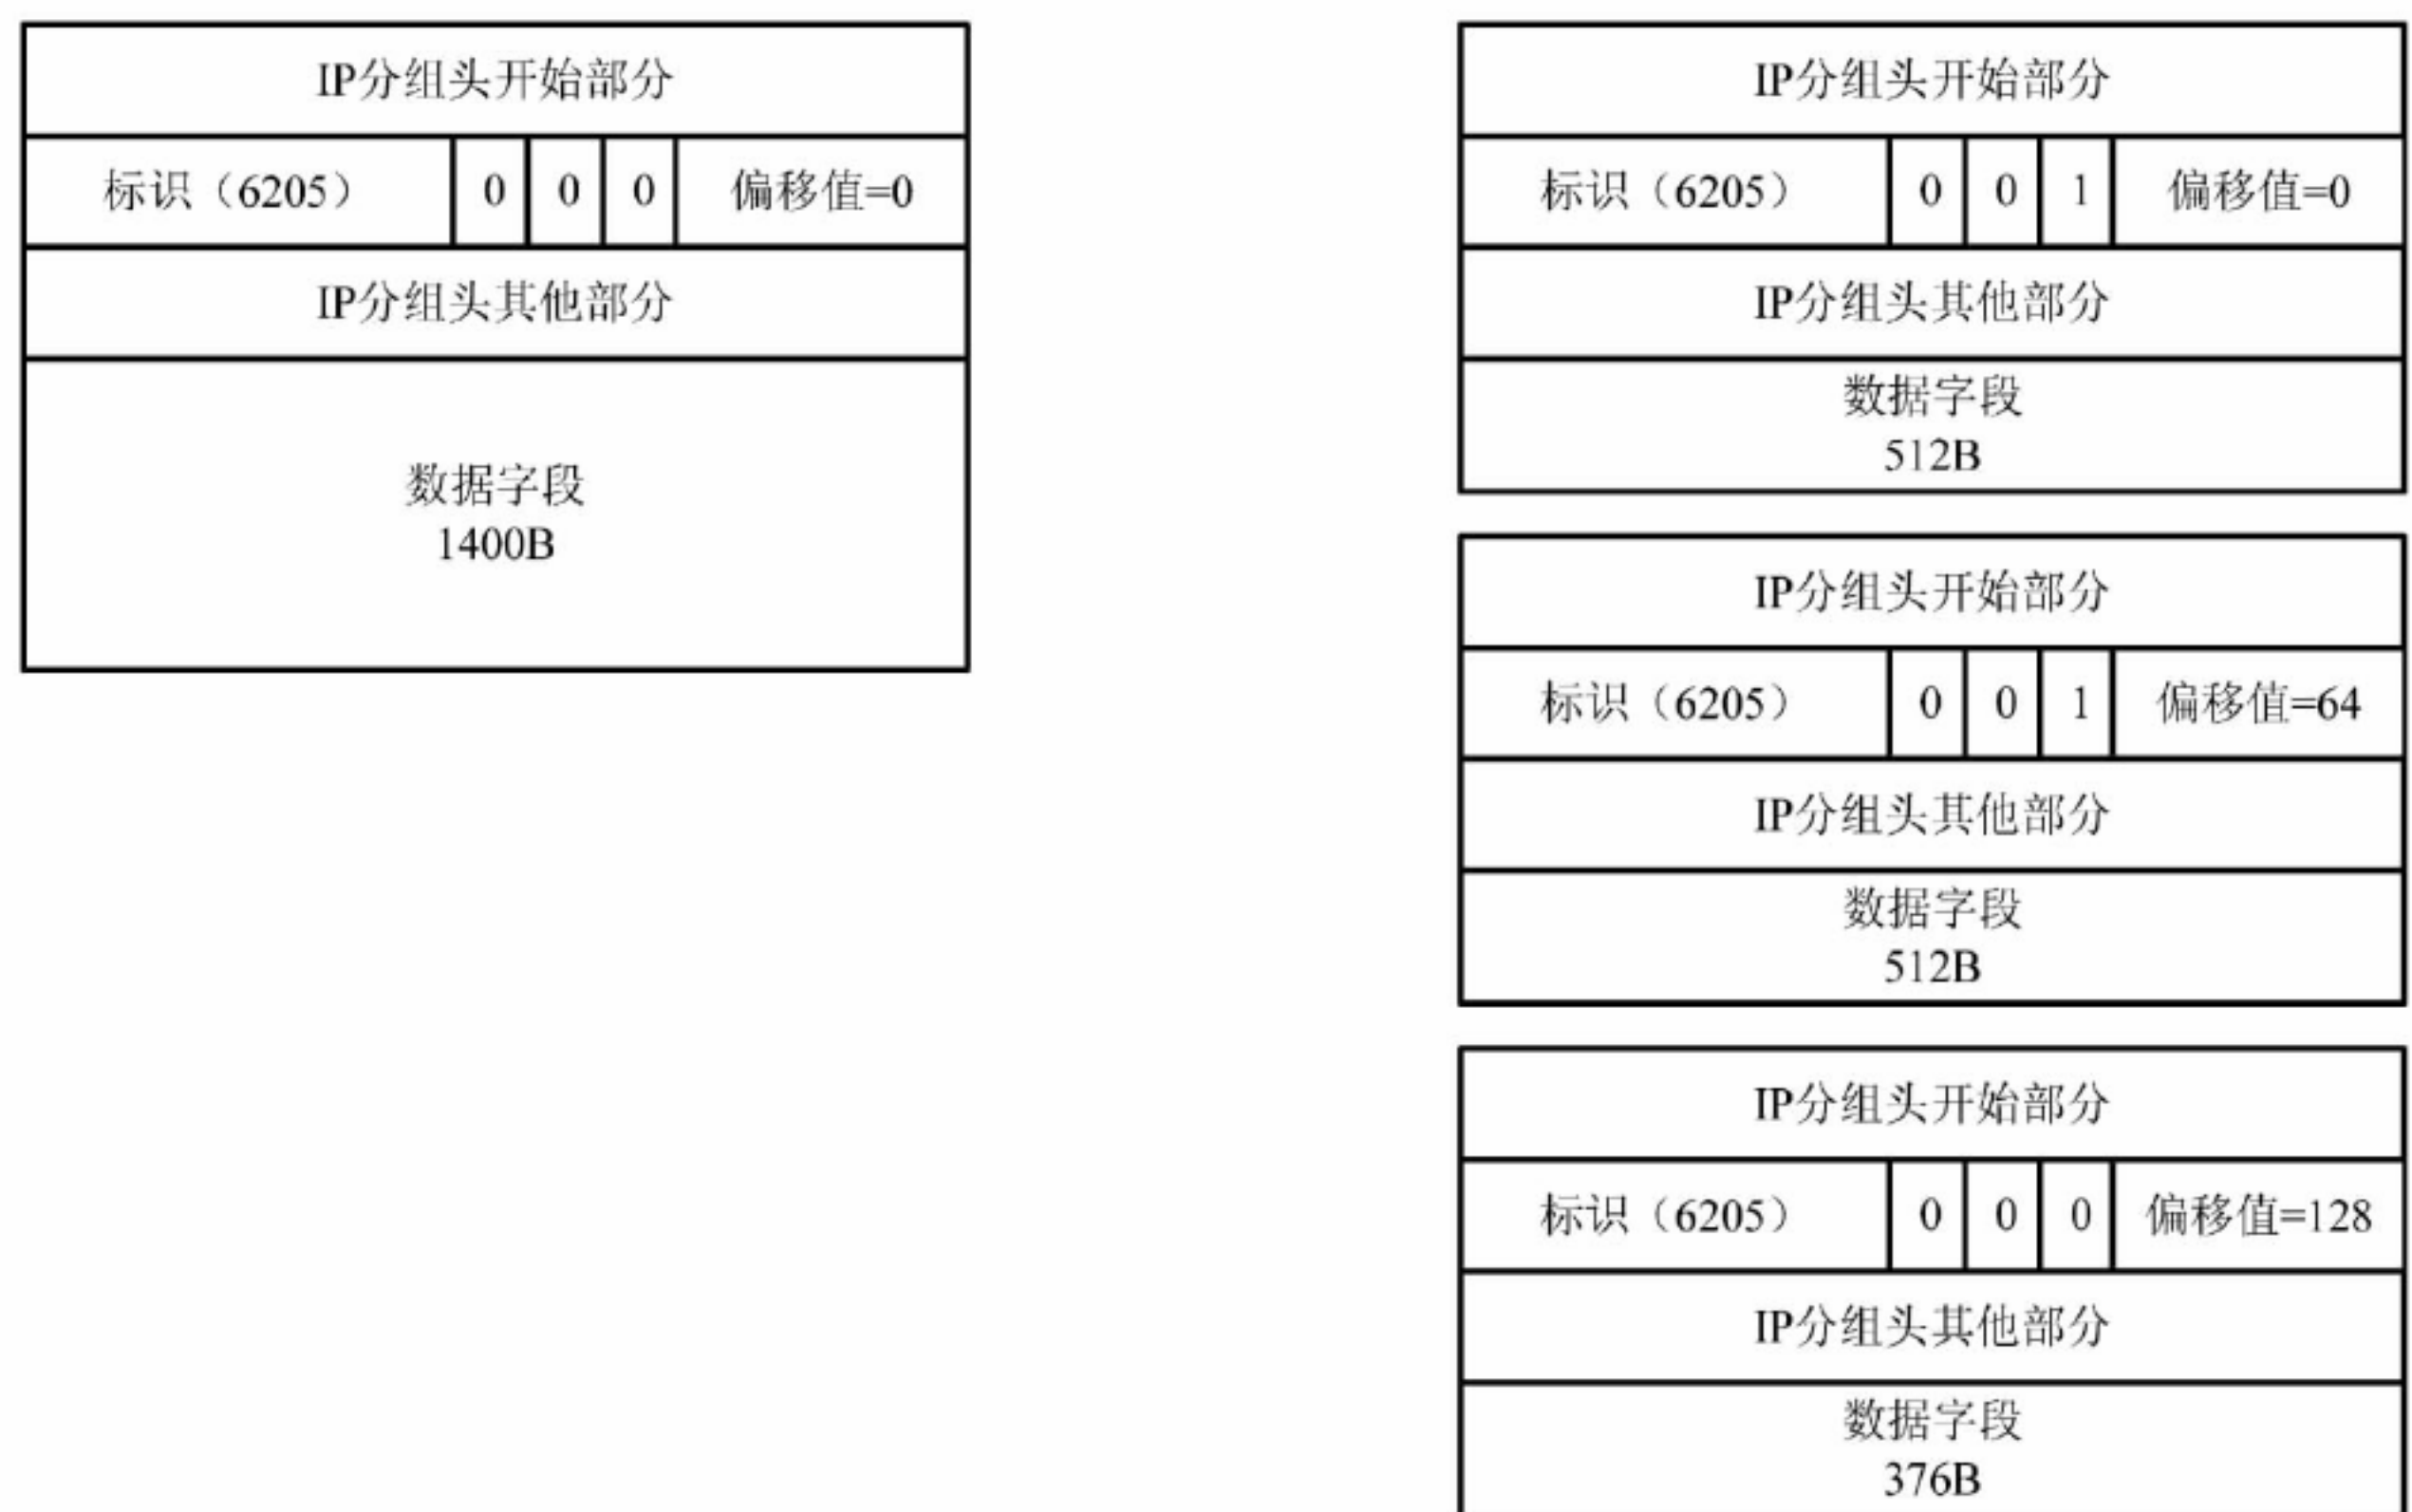 IP分组头开始部分
标识（6205） 0 0 0 偏移值=0
IP分组头其他部分
数据字段
1400B
IP分组头开始部分
标识（6205） 0 0 1 偏移值=0
IP分组头其他部分
数据字段
512B
IP分组头开始部分
标识（6205） 0 0 1 偏移值=64
IP分组头其他部分
数据字段
512B
IP分组头开始部分
标识（6205） 0 0 0 偏移值=128
IP分组头其他部分
数据字段
376B